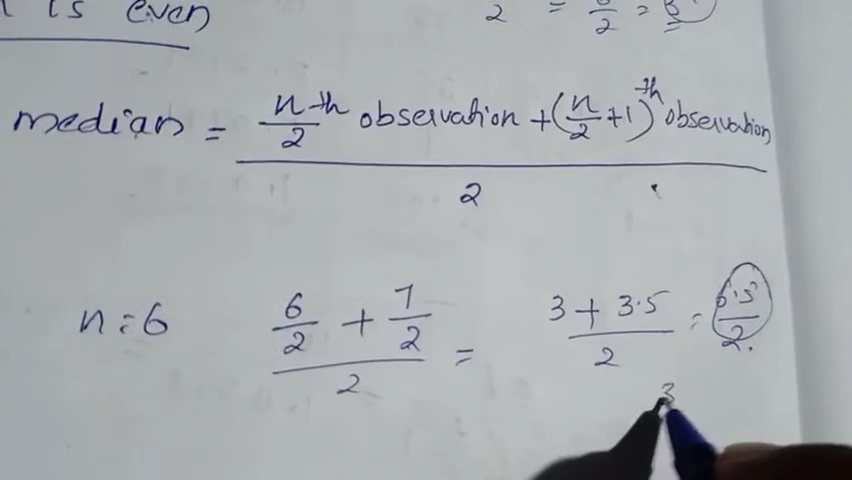 is even
2 = 6/2 =
median = n/2 th observation + (n/2 + 1)th observation / 2
n = 6 6/2 + 7/2 / 2 = 3 + 3.5 / 2 = 6.5/2.
3